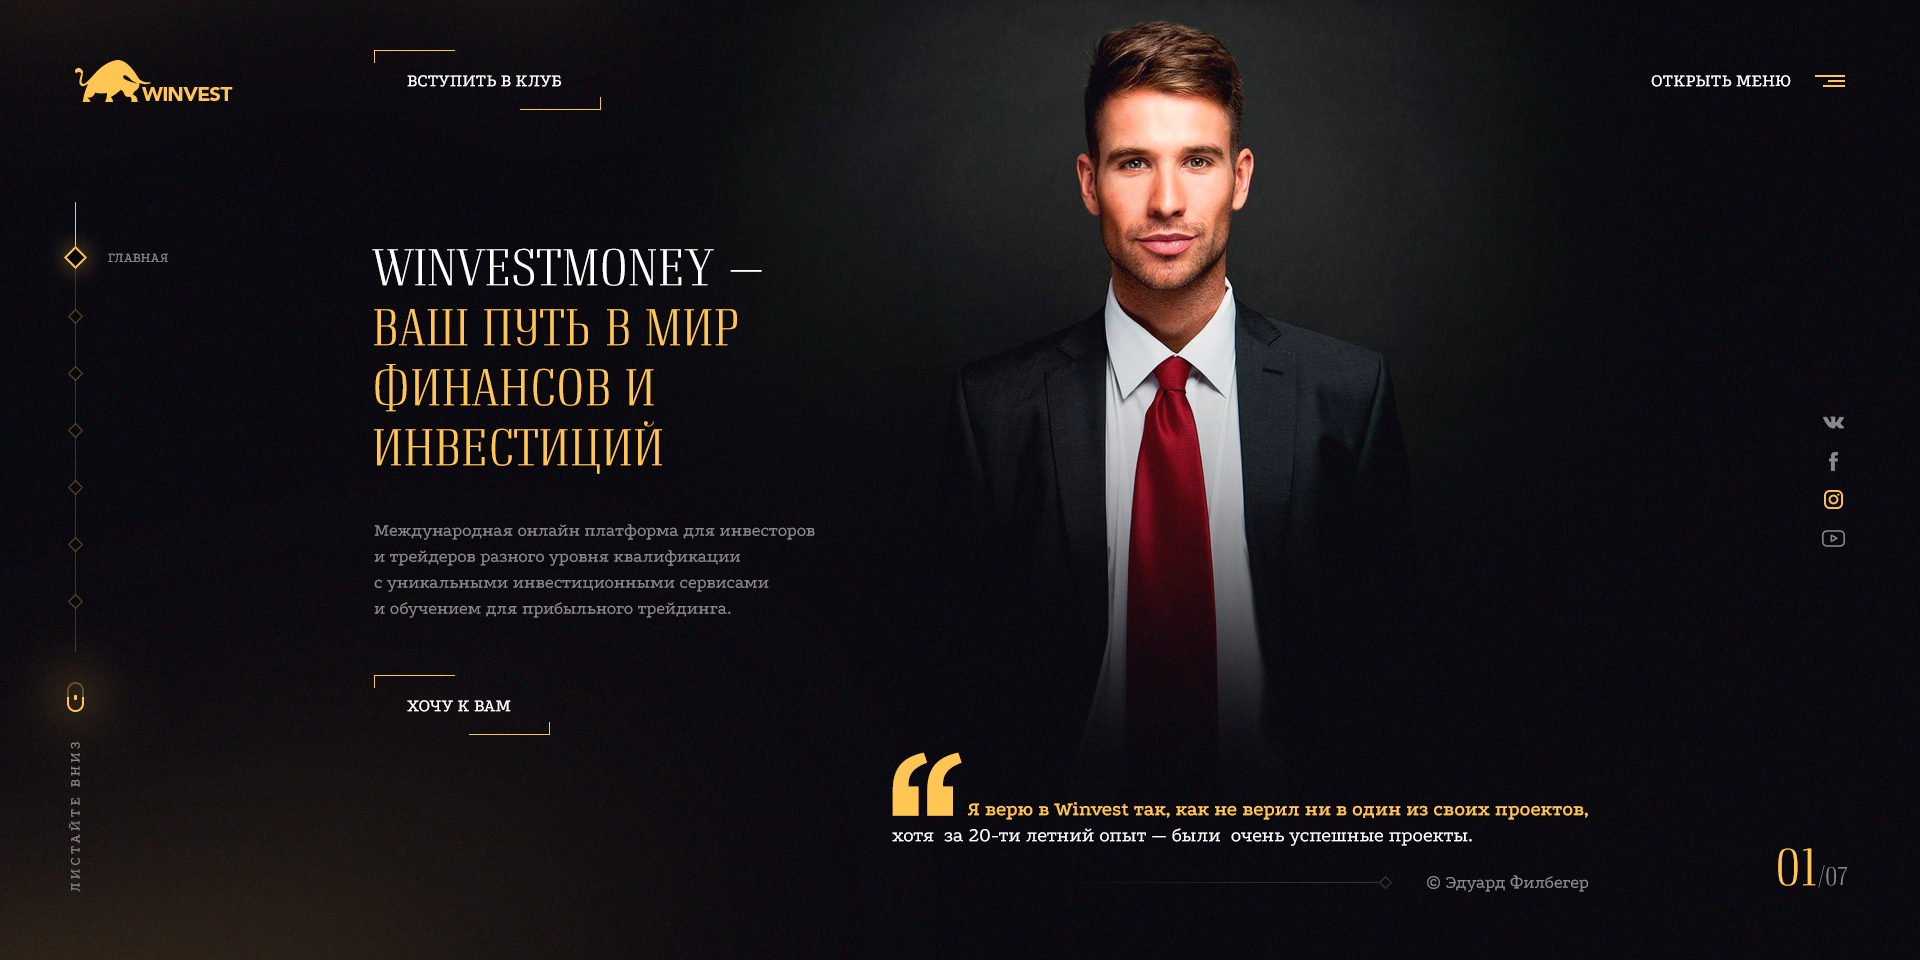 WINVEST
ВСТУПИТЬ В КЛУБ
ОТКРЫТЬ МЕНЮ
ГЛАВНАЯ
WINVESTMONEY —
ВАШ ПУТЬ В МИР
ФИНАНСОВ И
ИНВЕСТИЦИЙ
Международная онлайн платформа для инвесторов
и трейдеров разного уровня квалификации
с уникальными инвестиционными сервисами
и обучением для прибыльного трейдинга.
ХОЧУ К ВАМ
ЛИСТАЙТЕ ВНИЗ
“ Я верю в Winvest так, как не верил ни в один из своих проектов,
хотя за 20-ти летний опыт — были очень успешные проекты.
© Эдуард Филбегер
01/07